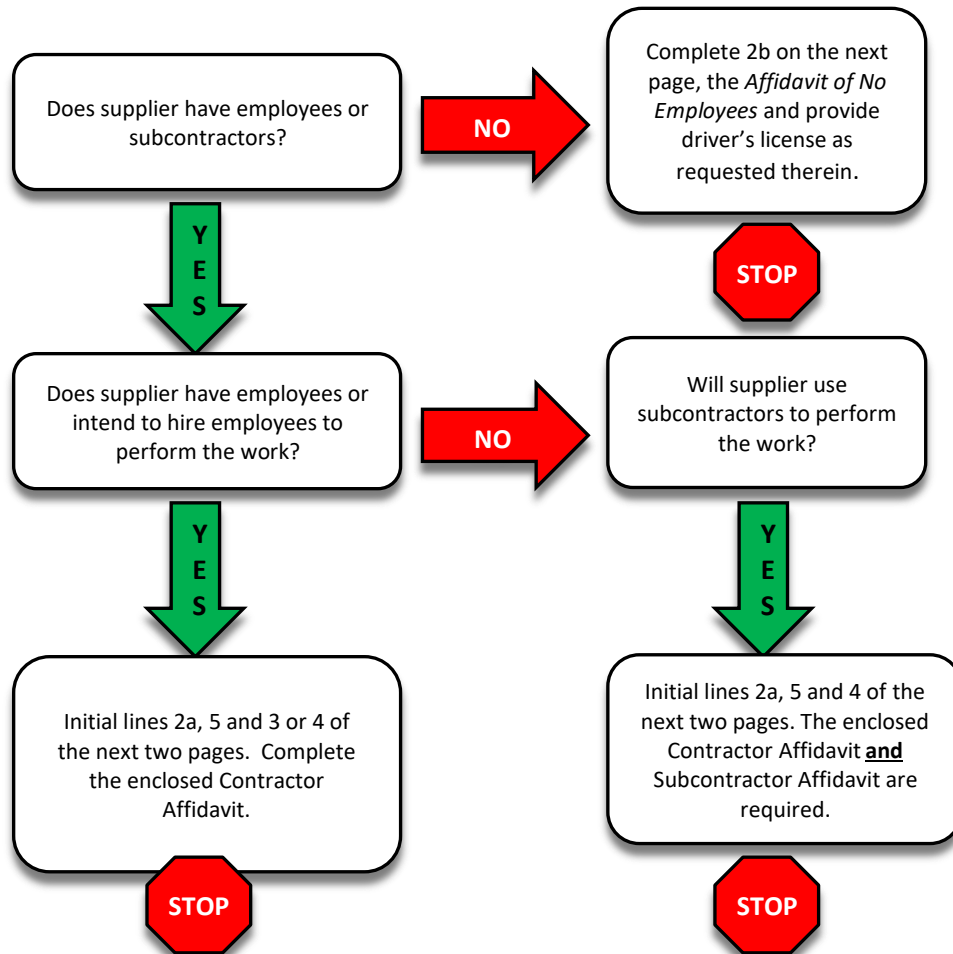 Does supplier have employees or
subcontractors?
NO
Complete 2b on the next
page, the Affidavit of No
Employees and provide
driver’s license as
requested therein.
Y
E
S
STOP
Does supplier have employees or
intend to hire employees to
perform the work?
NO
Will supplier use
subcontractors to perform
the work?
Y
E
S
Y
E
S
Initial lines 2a, 5 and 3 or 4 of
the next two pages.  Complete
the enclosed Contractor
Affidavit.
Initial lines 2a, 5 and 4 of the
next two pages. The enclosed
Contractor Affidavit and
Subcontractor Affidavit are
required.
STOP
STOP